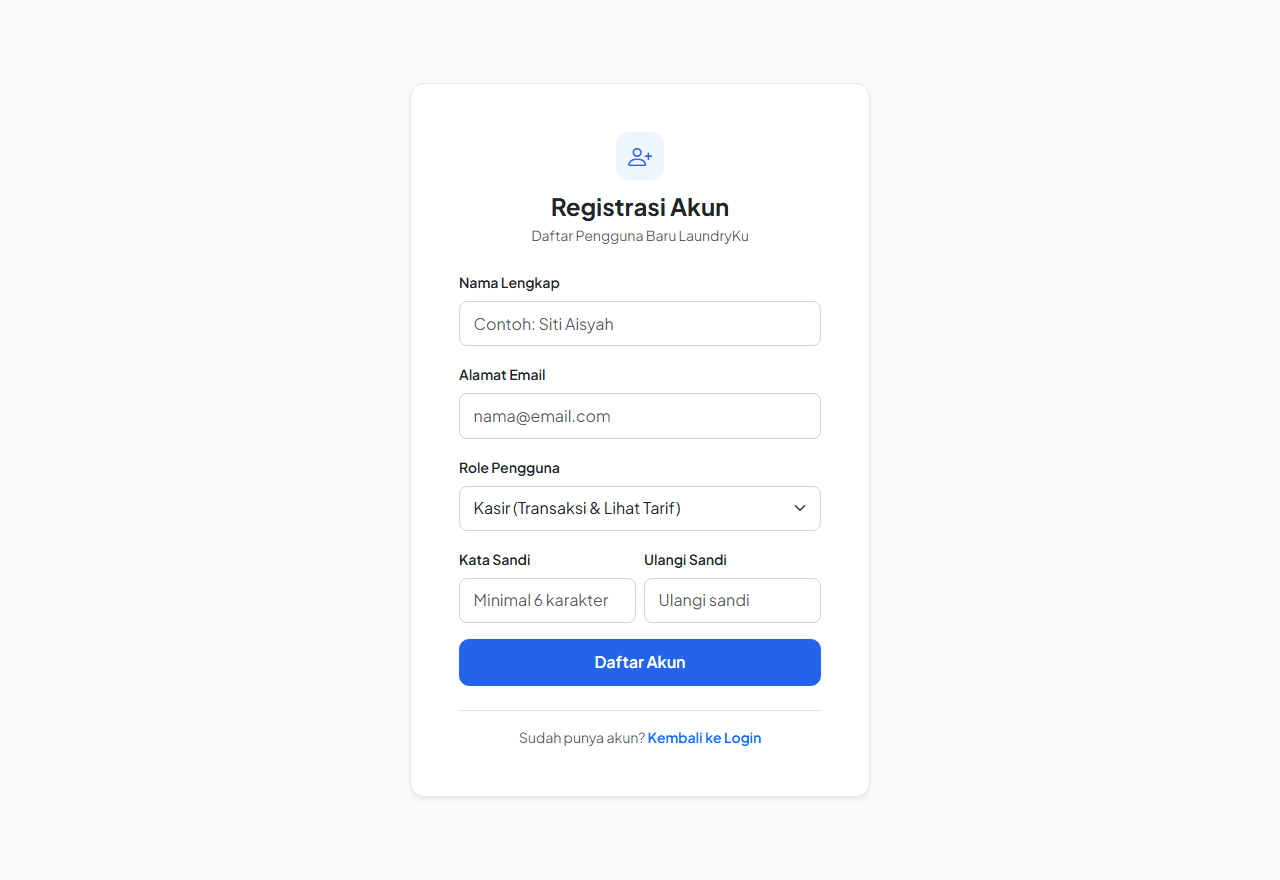 Registrasi Akun
Daftar Pengguna Baru LaundryKu
Nama Lengkap
Contoh: Siti Aisyah
Alamat Email
nama@email.com
Role Pengguna
Kasir (Transaksi & Lihat Tarif)
Kata Sandi
Minimal 6 karakter
Ulangi Sandi
Ulangi sandi
Daftar Akun
Sudah punya akun? Kembali ke Login